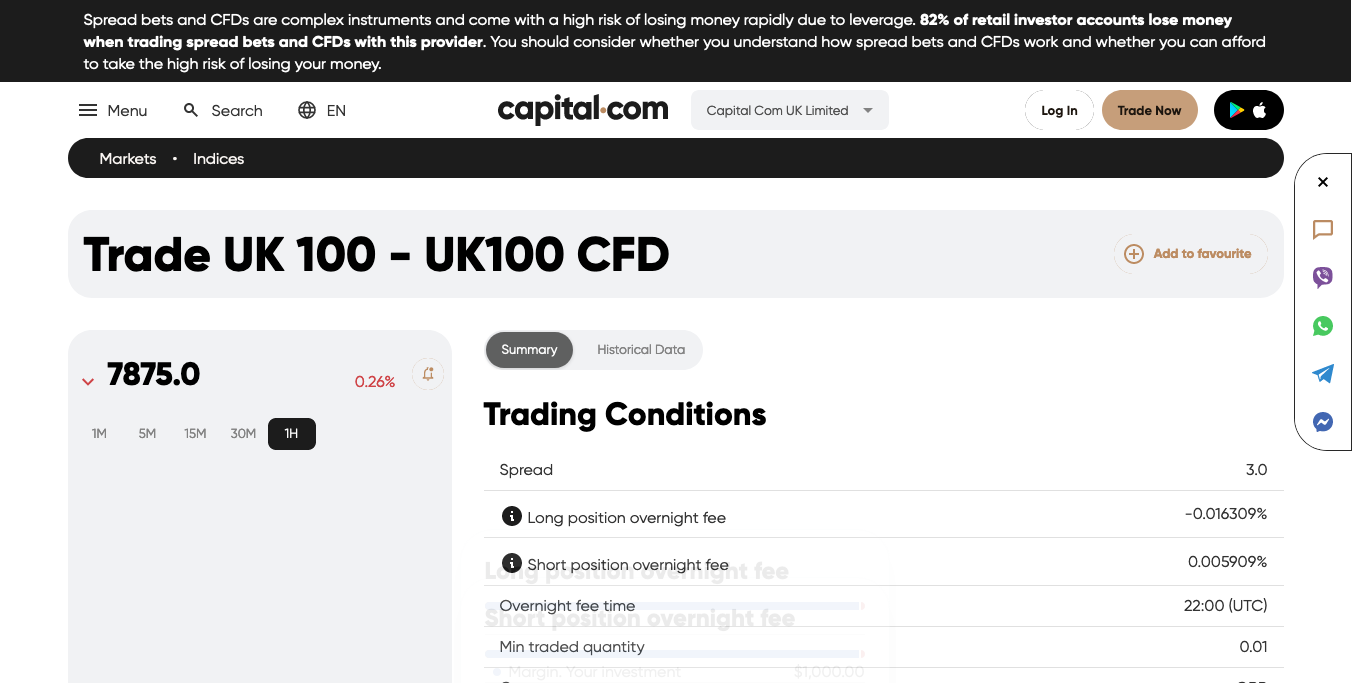 Spread bets and CFDs are complex instruments and come with a high risk of losing money rapidly due to leverage. 82% of retail investor accounts lose money
when trading spread bets and CFDs with this provider. You should consider whether you understand how spread bets and CFDs work and whether you can afford
to take the high risk of losing your money.
Menu Search EN capital.com Capital Com UK Limited Log In Trade Now
Markets • Indices
Trade UK 100 - UK100 CFD Add to favourite
7875.0 0.26%
1M 5M 15M 30M 1H
Summary Historical Data
Trading Conditions
Spread 3.0
Long position overnight fee -0.016309%
Short position overnight fee 0.005909%
Long position overnight fee
Overnight fee time 22:00 (UTC)
Short position overnight fee
Min traded quantity 0.01
Margin. Your investment $1,000.00